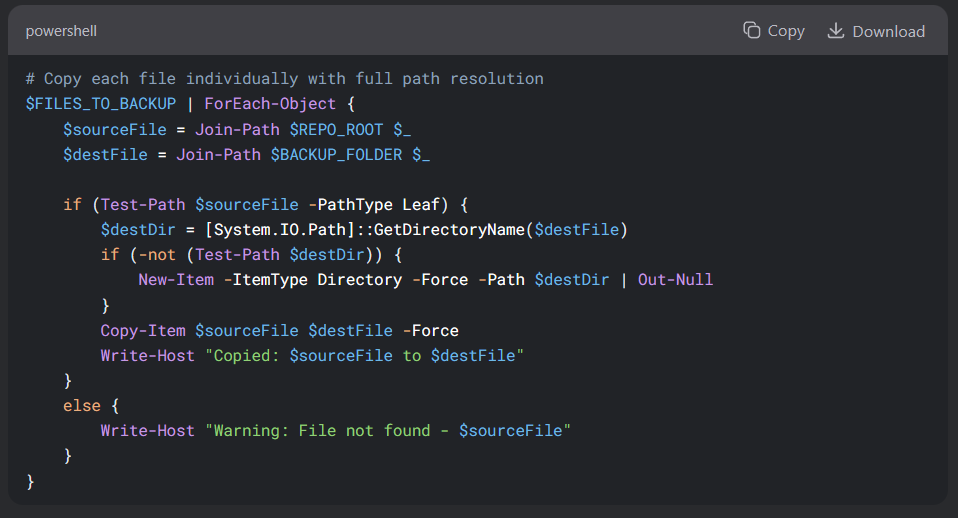 powershell
Copy
Download
# Copy each file individually with full path resolution
$FILES_TO_BACKUP | ForEach-Object {
    $sourceFile = Join-Path $REPO_ROOT $_
    $destFile = Join-Path $BACKUP_FOLDER $_

    if (Test-Path $sourceFile -PathType Leaf) {
        $destDir = [System.IO.Path]::GetDirectoryName($destFile)
        if (-not (Test-Path $destDir)) {
            New-Item -ItemType Directory -Force -Path $destDir | Out-Null
        }
        Copy-Item $sourceFile $destFile -Force
        Write-Host "Copied: $sourceFile to $destFile"
    }
    else {
        Write-Host "Warning: File not found - $sourceFile"
    }
}